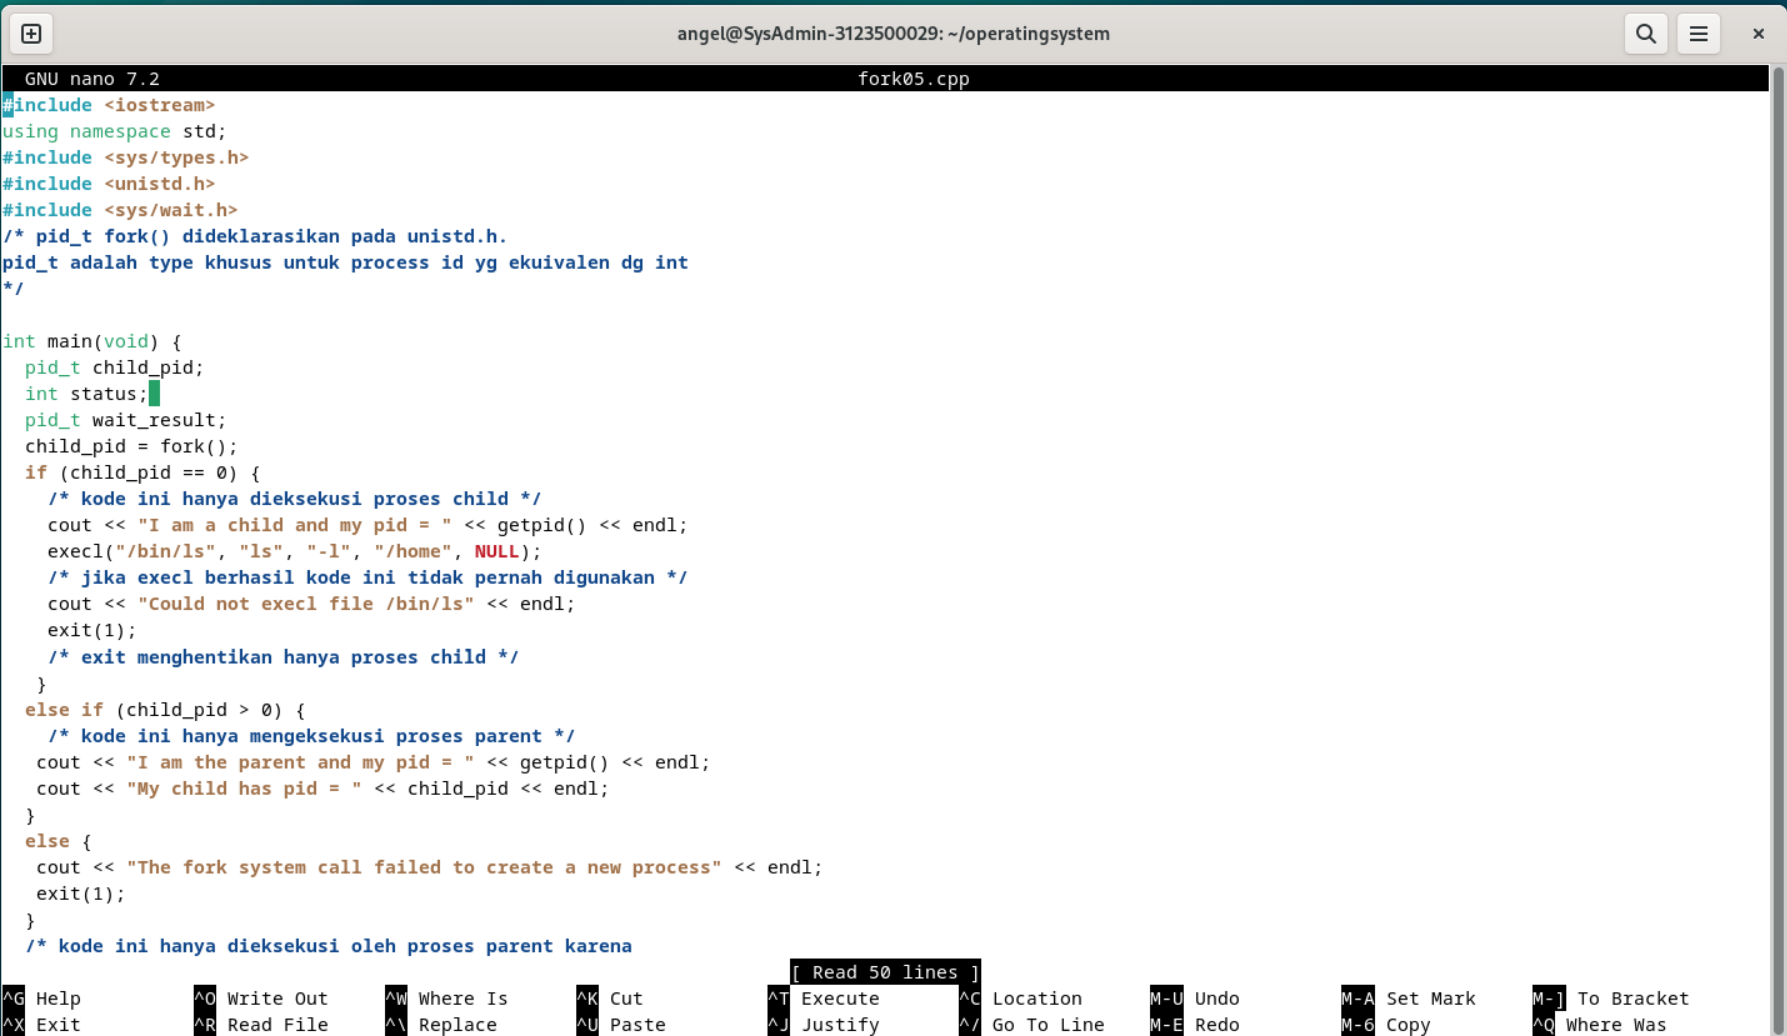 angel@SysAdmin-3123500029: ~/operatingsystem
GNU nano 7.2 fork05.cpp
#include <iostream>
using namespace std;
#include <sys/types.h>
#include <unistd.h>
#include <sys/wait.h>
/* pid_t fork() dideklarasikan pada unistd.h.
pid_t adalah type khusus untuk process id yg ekuivalen dg int
*/
int main(void) {
  pid_t child_pid;
  int status;
  pid_t wait_result;
  child_pid = fork();
  if (child_pid == 0) {
    /* kode ini hanya dieksekusi proses child */
    cout << "I am a child and my pid = " << getpid() << endl;
    execl("/bin/ls", "ls", "-l", "/home", NULL);
    /* jika execl berhasil kode ini tidak pernah digunakan */
    cout << "Could not execl file /bin/ls" << endl;
    exit(1);
    /* exit menghentikan hanya proses child */
   }
  else if (child_pid > 0) {
    /* kode ini hanya mengeksekusi proses parent */
   cout << "I am the parent and my pid = " << getpid() << endl;
   cout << "My child has pid = " << child_pid << endl;
  }
  else {
   cout << "The fork system call failed to create a new process" << endl;
   exit(1);
  }
  /* kode ini hanya dieksekusi oleh proses parent karena
[ Read 50 lines ]
^G Help ^O Write Out ^W Where Is ^K Cut ^T Execute ^C Location M-U Undo M-A Set Mark M-] To Bracket
^X Exit ^R Read File ^\ Replace ^U Paste ^J Justify ^/ Go To Line M-E Redo M-6 Copy ^Q Where Was